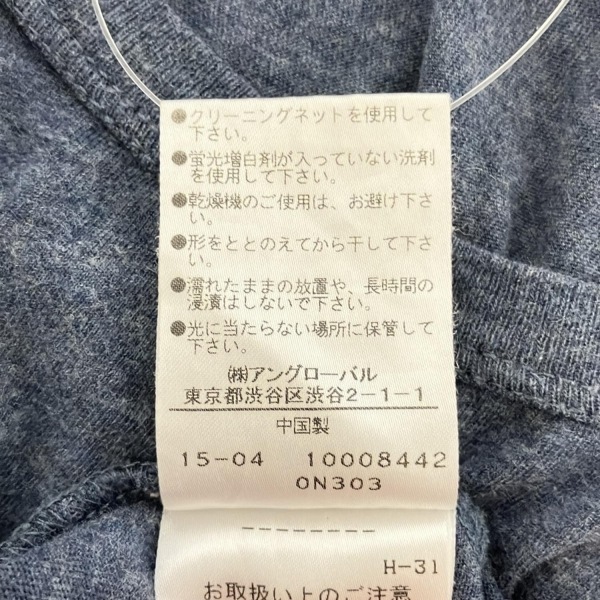 ●クリーニングネットを使用して
下さい。
●蛍光増白剤が入っていない洗剤
を使用して下さい。
●乾燥機のご使用は、お避け下さ
い。
●形をととのえてから干して下さ
い。
●濡れたままの放置や、長時間の
浸漬はしないで下さい。
●光に当たらない場所に保管して
下さい。
㈱アングローバル
東京都渋谷区渋谷2-1-1
中国製
15-04 10008442
0N303
--------
H-31
お取扱い上のご注意